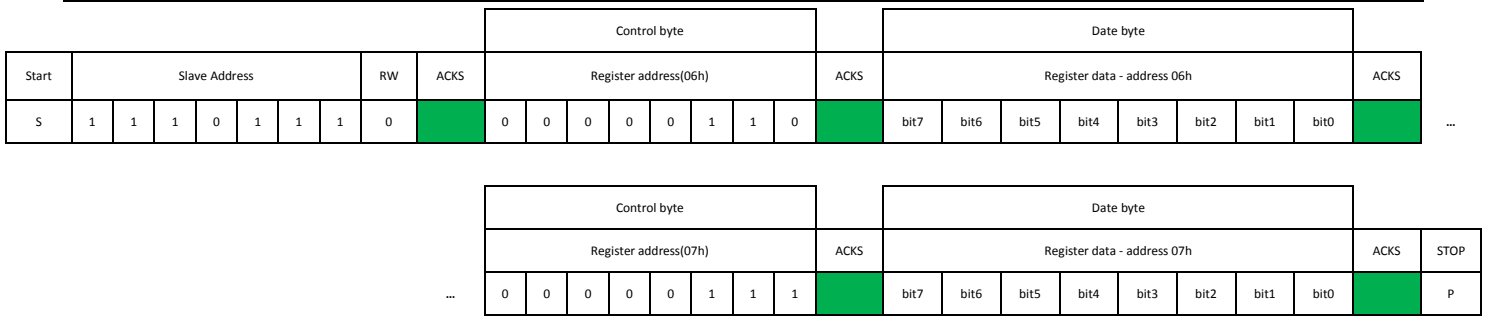 Control byte Date byte
Start Slave Address RW ACKS Register address(06h) ACKS Register data - address 06h ACKS
S 1 1 1 0 1 1 1 0 0 0 0 0 0 1 1 0 bit7 bit6 bit5 bit4 bit3 bit2 bit1 bit0 ...
Control byte Date byte
Register address(07h) ACKS Register data - address 07h ACKS STOP
... 0 0 0 0 0 1 1 1 bit7 bit6 bit5 bit4 bit3 bit2 bit1 bit0 P